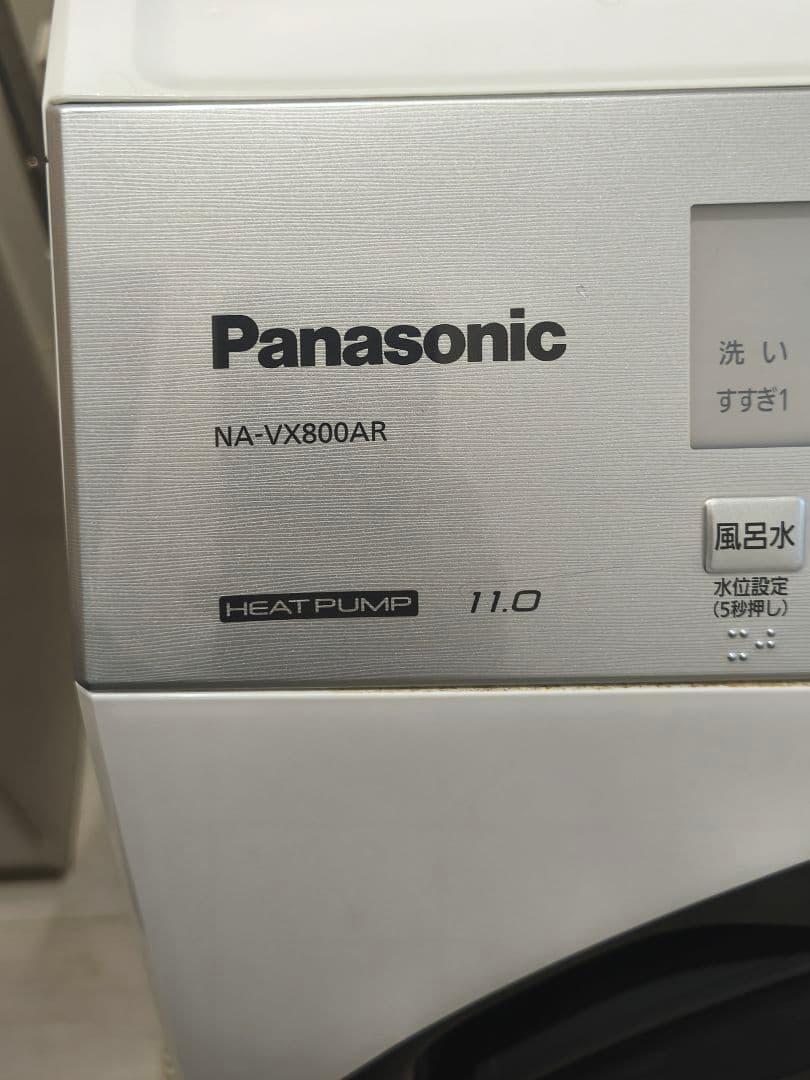 Panasonic
NA-VX800AR
洗い
すすぎ1
風呂水
水位設定
(5秒押し)
HEAT PUMP 11.0